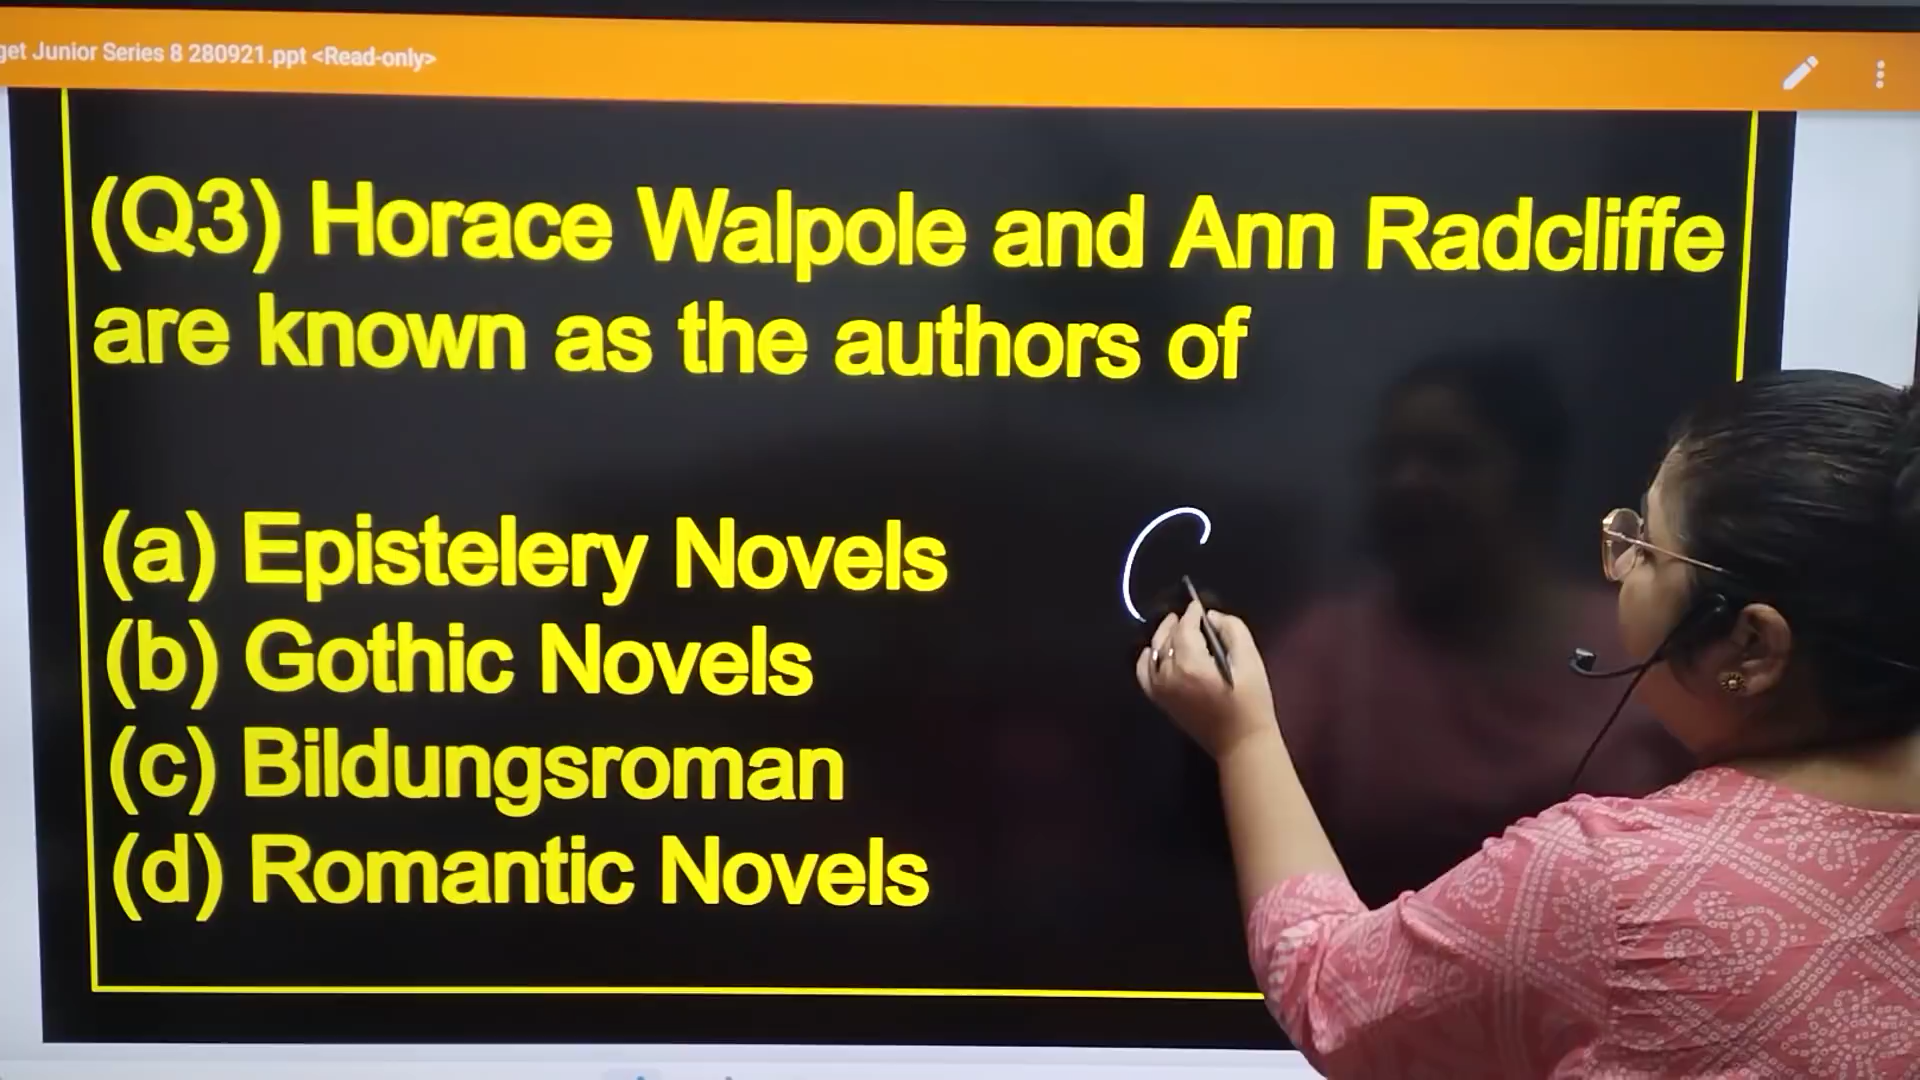 get Junior Series 8 280921.ppt <Read-only>
(Q3) Horace Walpole and Ann Radcliffe
are known as the authors of
(a) Epistelery Novels
(b) Gothic Novels
(c) Bildungsroman
(d) Romantic Novels